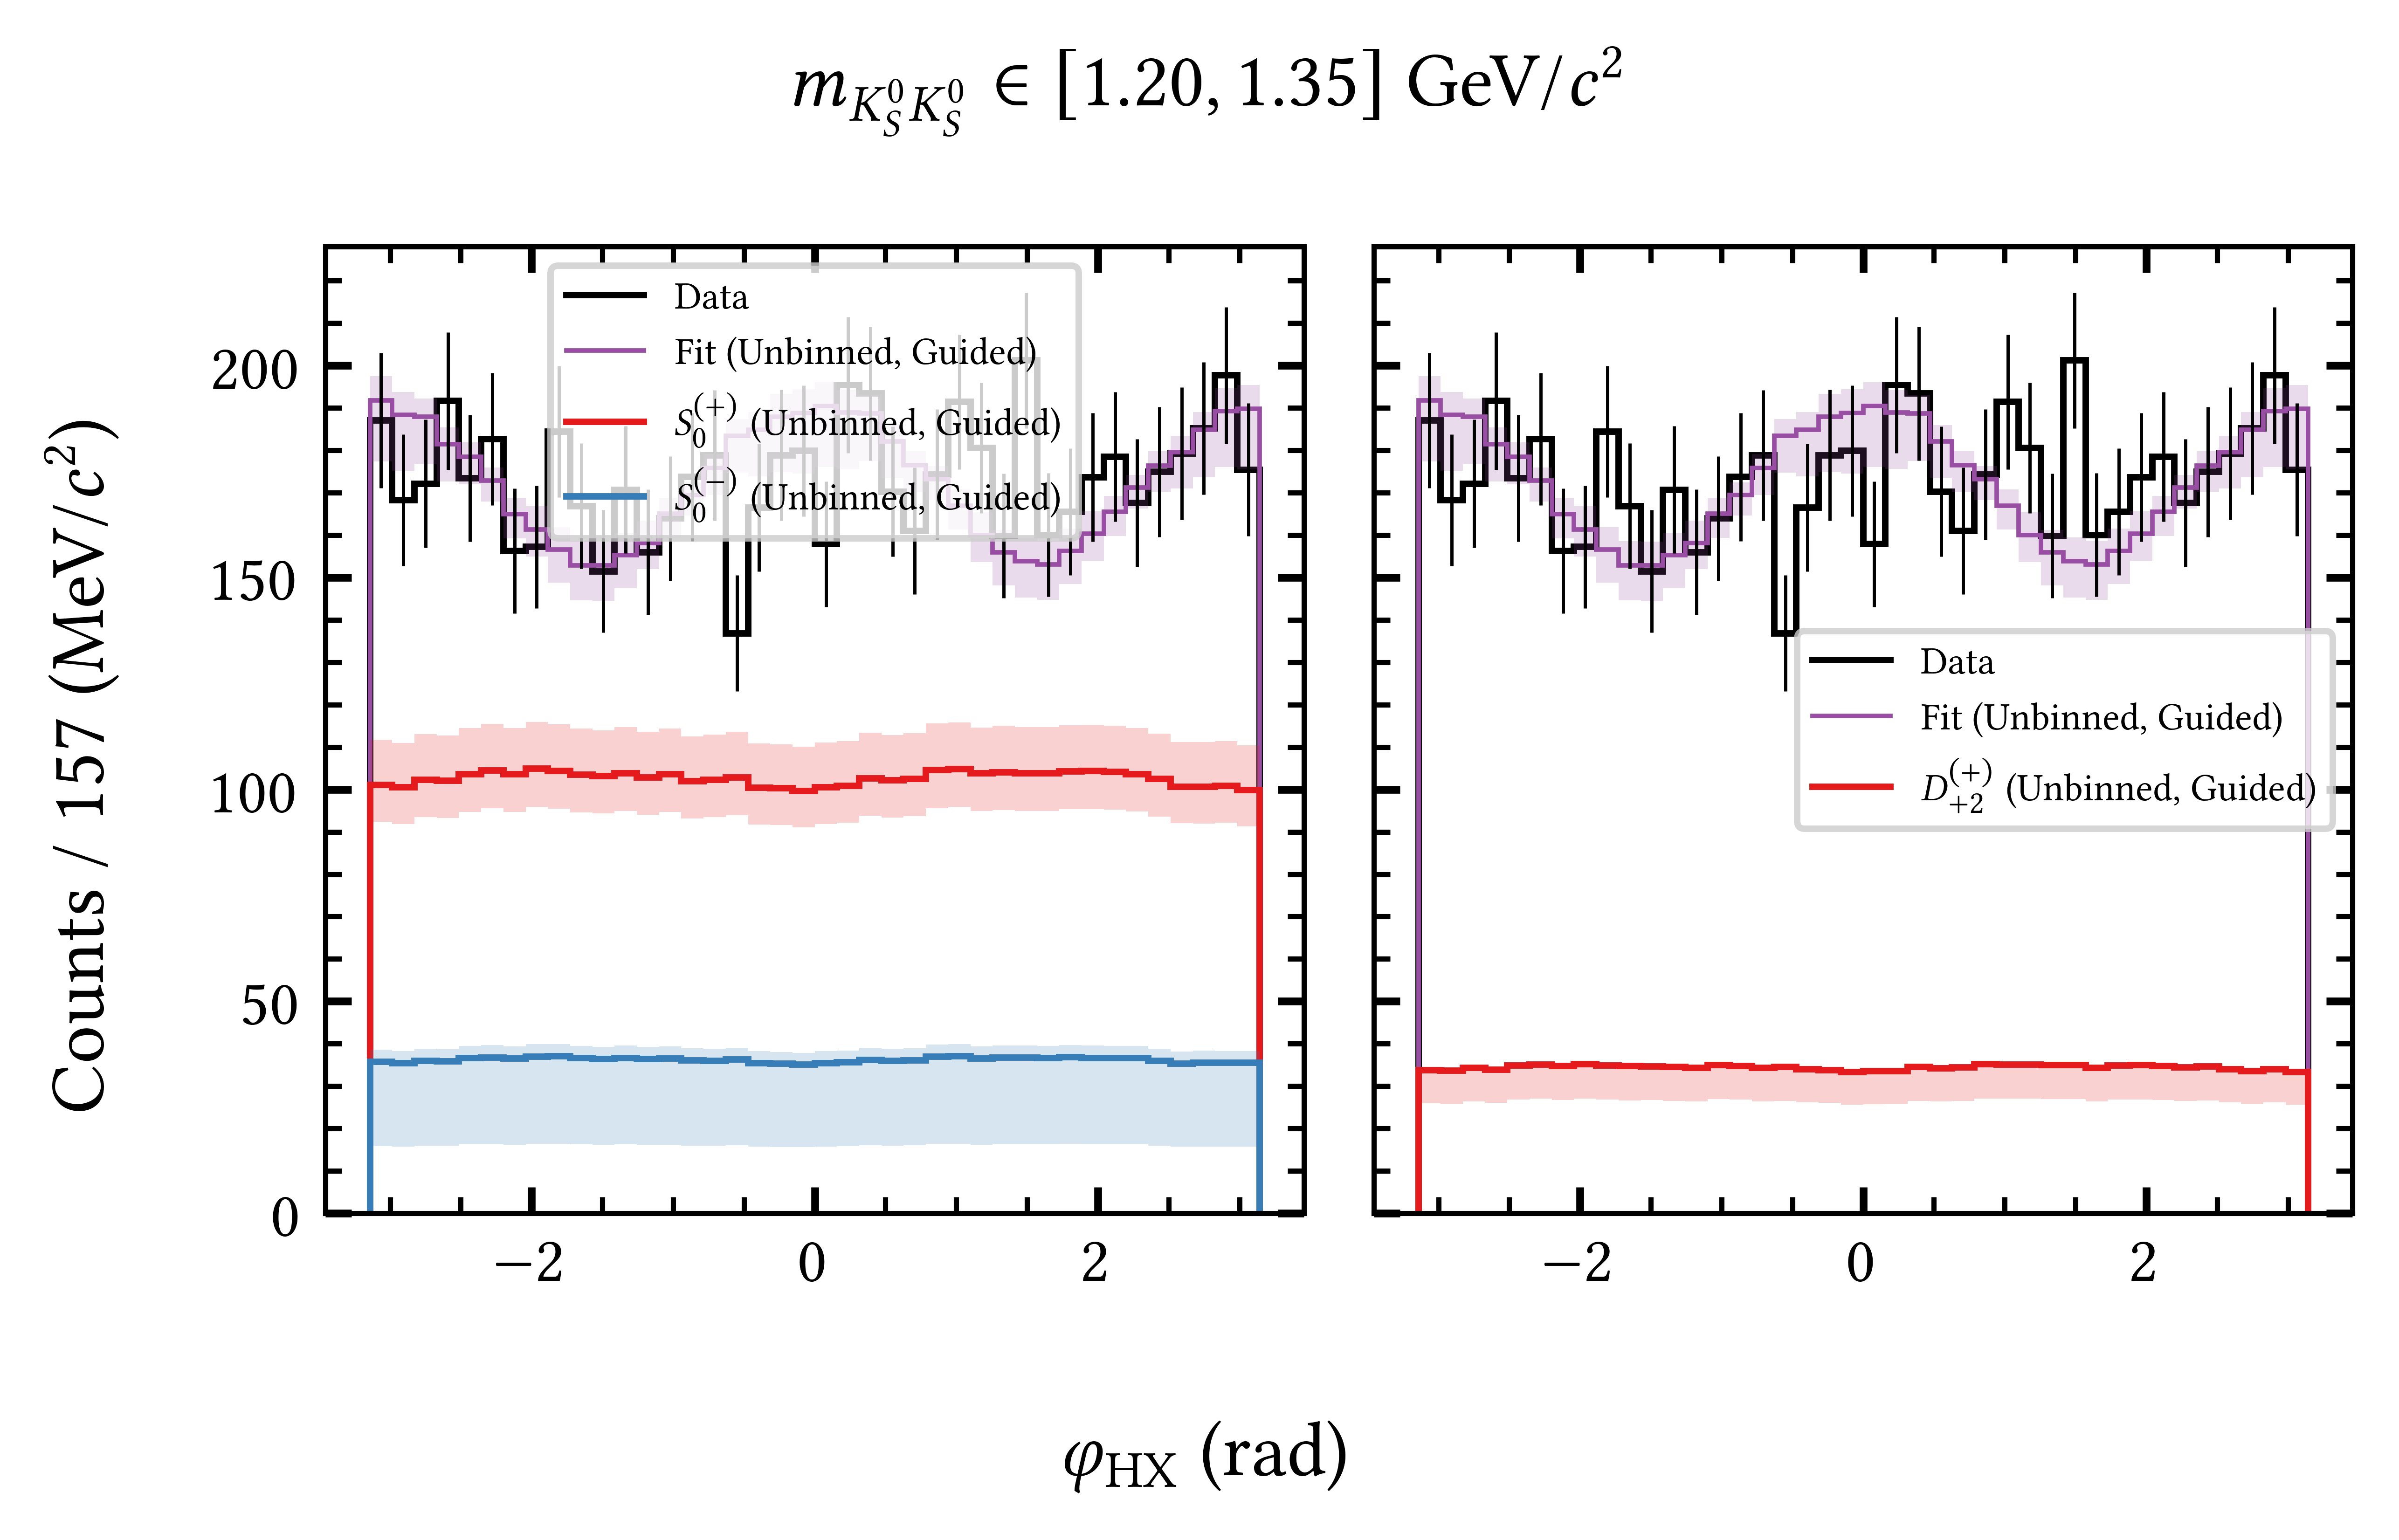 m_{K_S^0 K_S^0} ∈ [1.20, 1.35] GeV/c²
Counts / 157 (MeV/c²)
200
150
100
50
0
Data
Fit (Unbinned, Guided)
S_0^{(+)} (Unbinned, Guided)
S_0^{(−)} (Unbinned, Guided)
Data
Fit (Unbinned, Guided)
D_{+2}^{(+)} (Unbinned, Guided)
−2 0 2
−2 0 2
φ_HX (rad)